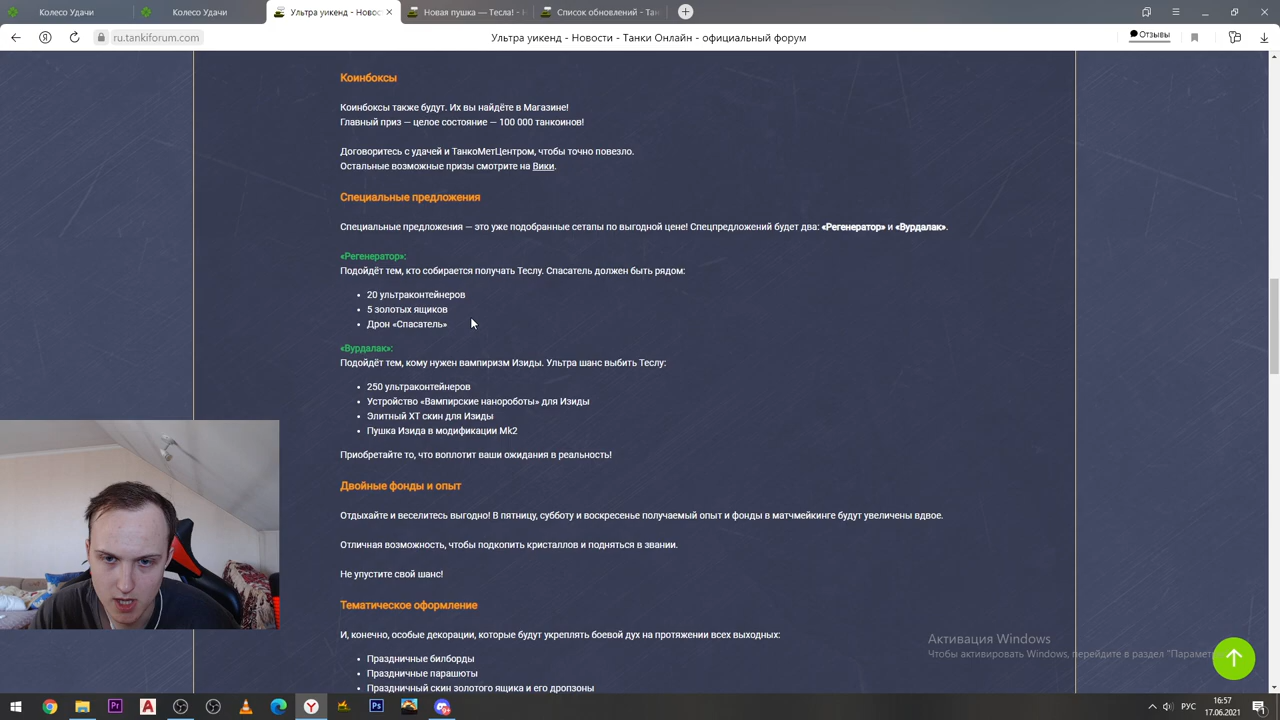 Колесо Удачи
Колесо Удачи
Ультра уикенд - Новос
Новая пушка — Тесла! - 
Список обновлений - Тан
ru.tankiforum.com
Ультра уикенд - Новости - Танки Онлайн - официальный форум
Отзывы
Коинбоксы
Коинбоксы также будут. Их вы найдёте в Магазине!
Главный приз — целое состояние — 100 000 танкоинов!
Договоритесь с удачей и ТанкоМетЦентром, чтобы точно повезло.
Остальные возможные призы смотрите на Вики.
Специальные предложения
Специальные предложения — это уже подобранные сетапы по выгодной цене! Спецпредложений будет два: «Регенератор» и «Вурдалак».
«Регенератор»:
Подойдёт тем, кто собирается получать Теслу. Спасатель должен быть рядом:
• 20 ультраконтейнеров
• 5 золотых ящиков
• Дрон «Спасатель»
«Вурдалак»:
Подойдёт тем, кому нужен вампиризм Изиды. Ультра шанс выбить Теслу:
• 250 ультраконтейнеров
• Устройство «Вампирские нанороботы» для Изиды
• Элитный XT скин для Изиды
• Пушка Изида в модификации Mk2
Приобретайте то, что воплотит ваши ожидания в реальность!
Двойные фонды и опыт
Отдыхайте и веселитесь выгодно! В пятницу, субботу и воскресенье получаемый опыт и фонды в матчмейкинге будут увеличены вдвое.
Отличная возможность, чтобы подкопить кристаллов и подняться в звании.
Не упустите свой шанс!
Тематическое оформление
И, конечно, особые декорации, которые будут укреплять боевой дух на протяжении всех выходных:
• Праздничные билборды
• Праздничные парашюты
• Праздничный скин золотого ящика и его дропзоны
Активация Windows
Чтобы активировать Windows, перейдите в раздел "Парамет
РУС
16:57
17.06.2021